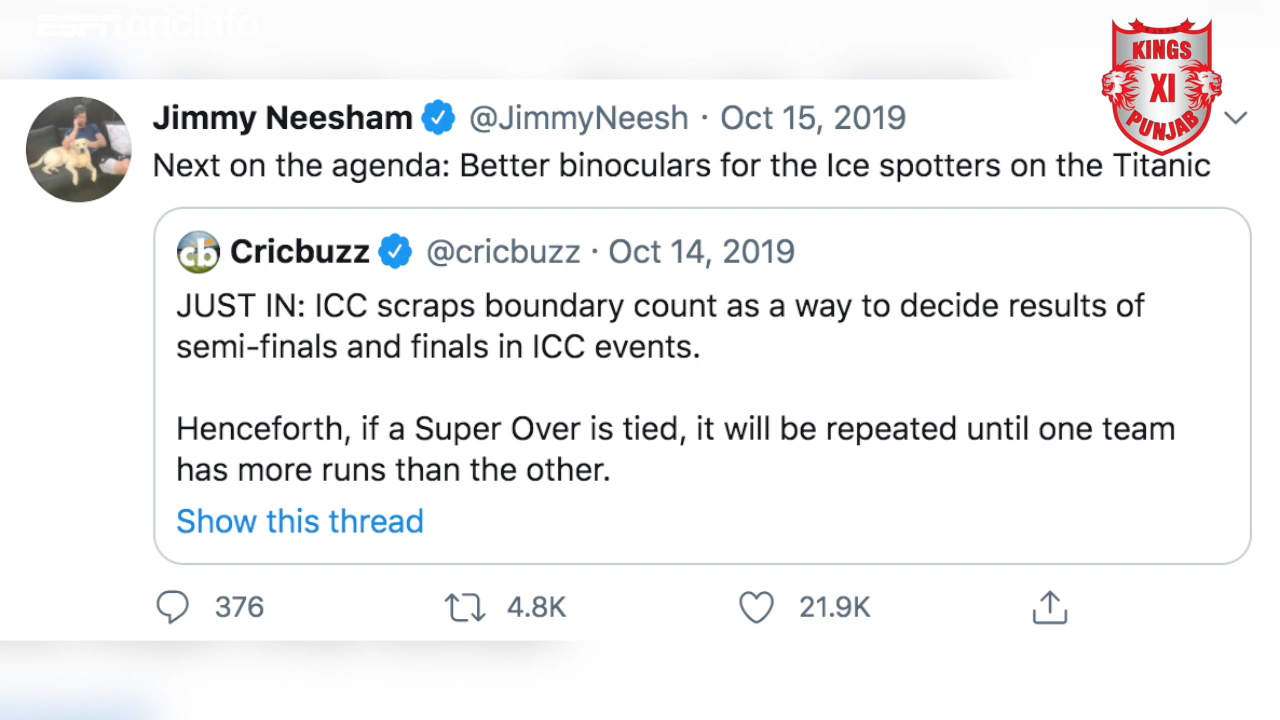 ESPN cricinfo
KINGS
XI
PUNJAB
Jimmy Neesham @JimmyNeesh · Oct 15, 2019
Next on the agenda: Better binoculars for the Ice spotters on the Titanic
cb Cricbuzz @cricbuzz · Oct 14, 2019
JUST IN: ICC scraps boundary count as a way to decide results of
semi-finals and finals in ICC events.
Henceforth, if a Super Over is tied, it will be repeated until one team
has more runs than the other.
Show this thread
376 4.8K 21.9K